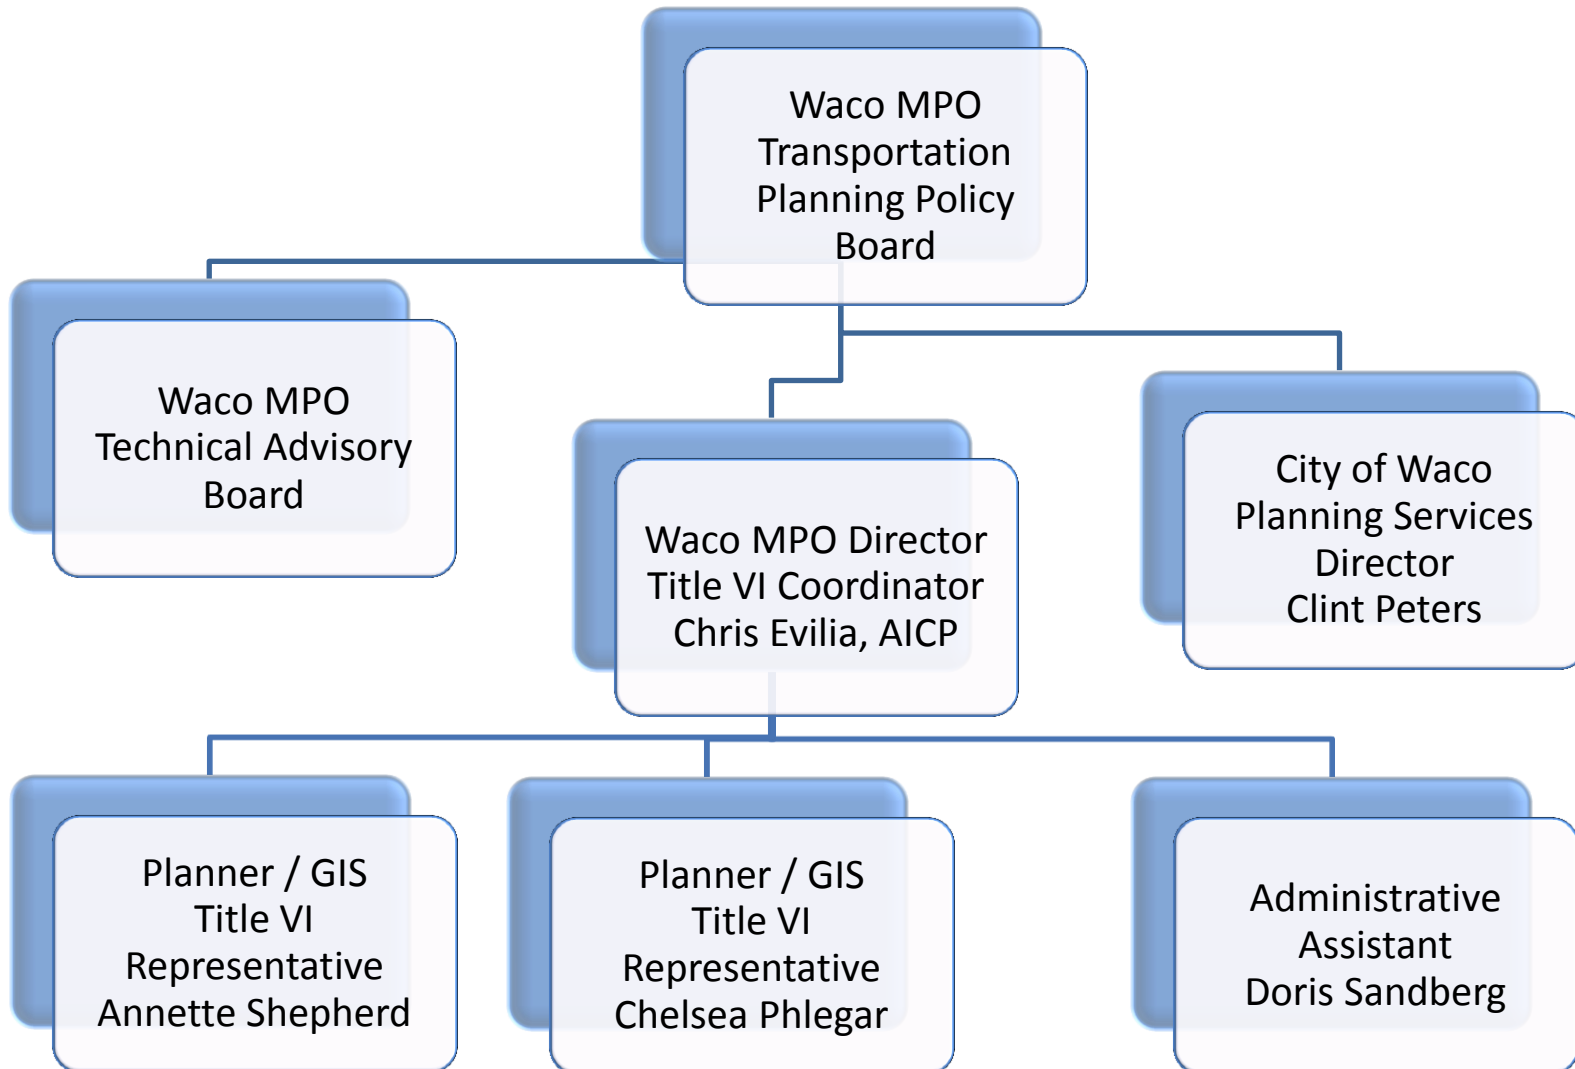 Waco MPO
Transportation
Planning Policy
Board
Waco MPO
Technical Advisory
Board
Waco MPO Director
Title VI Coordinator
Chris Evilia, AICP
City of Waco
Planning Services
Director
Clint Peters
Planner / GIS
Title VI
Representative
Annette Shepherd
Planner / GIS
Title VI
Representative
Chelsea Phlegar
Administrative
Assistant
Doris Sandberg